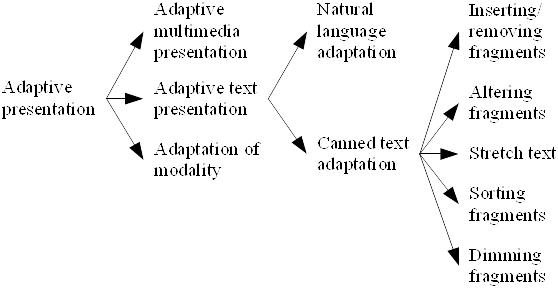 Adaptive
presentation
Adaptive
multimedia
presentation
Adaptive text
presentation
Adaptation of
modality
Natural
language
adaptation
Canned text
adaptation
Inserting/
removing
fragments
Altering
fragments
Stretch text
Sorting
fragments
Dimming
fragments